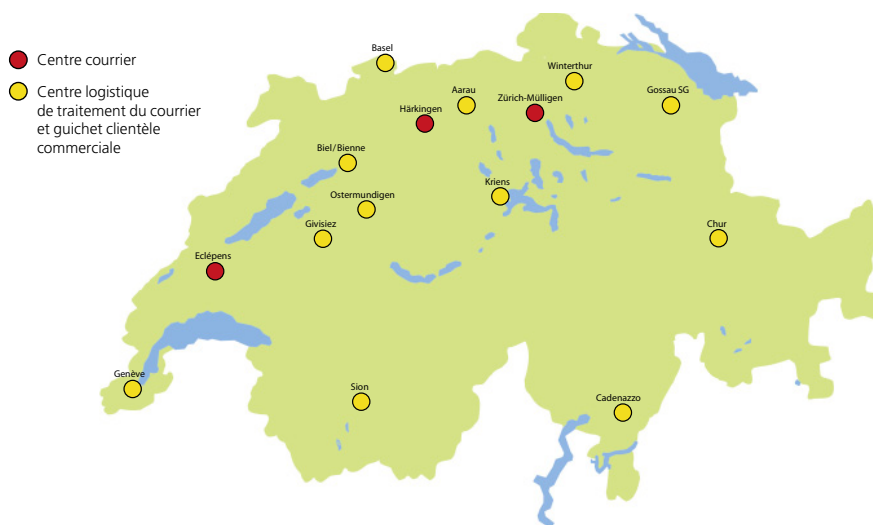 Centre courrier
Centre logistique
de traitement du courrier
et guichet clientèle
commerciale
Basel
Winterthur
Aarau
Zürich-Mülligen
Gossau SG
Härkingen
Biel/Bienne
Kriens
Ostermundigen
Givisiez
Chur
Eclépens
Genève
Sion
Cadenazzo